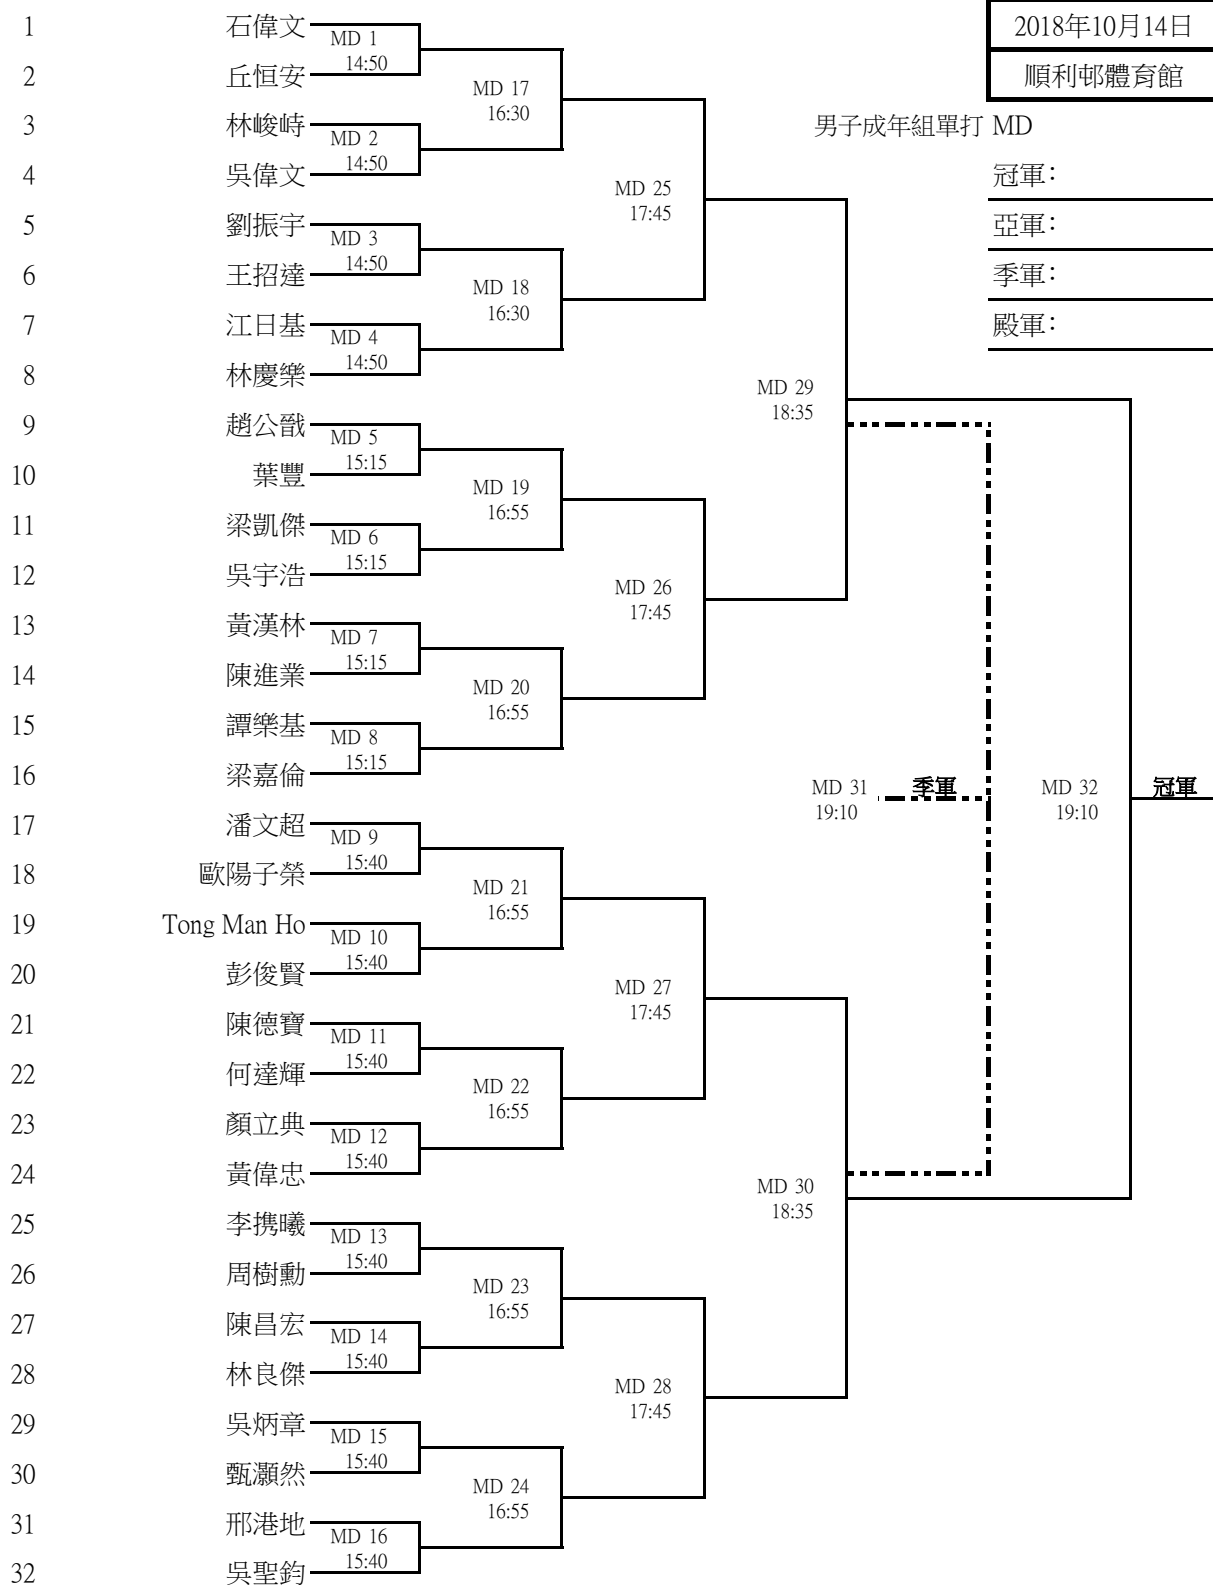 2018年10月14日
順利邨體育館
男子成年組單打 MD
冠軍：
亞軍：
季軍：
殿軍：
1 石偉文
MD 1
14:50
2 丘恒安
MD 17
16:30
3 林峻峙
MD 2
14:50
4 吳偉文
MD 25
17:45
5 劉振宇
MD 3
14:50
6 王招達
MD 18
16:30
7 江日基
MD 4
14:50
8 林慶樂
MD 29
18:35
9 趙公戩
MD 5
15:15
10 葉豐
MD 19
16:55
11 梁凱傑
MD 6
15:15
12 吳宇浩
MD 26
17:45
13 黃漢林
MD 7
15:15
14 陳進業
MD 20
16:55
15 譚樂基
MD 8
15:15
16 梁嘉倫
MD 31
19:10
季軍
MD 32
19:10
冠軍
17 潘文超
MD 9
15:40
18 歐陽子榮
MD 21
16:55
19 Tong Man Ho
MD 10
15:40
20 彭俊賢
MD 27
17:45
21 陳德寶
MD 11
15:40
22 何達輝
MD 22
16:55
23 顏立典
MD 12
15:40
24 黃偉忠
MD 30
18:35
25 李携曦
MD 13
15:40
26 周樹勳
MD 23
16:55
27 陳昌宏
MD 14
15:40
28 林良傑
MD 28
17:45
29 吳炳章
MD 15
15:40
30 甄灝然
MD 24
16:55
31 邢港地
MD 16
15:40
32 吳聖鈞